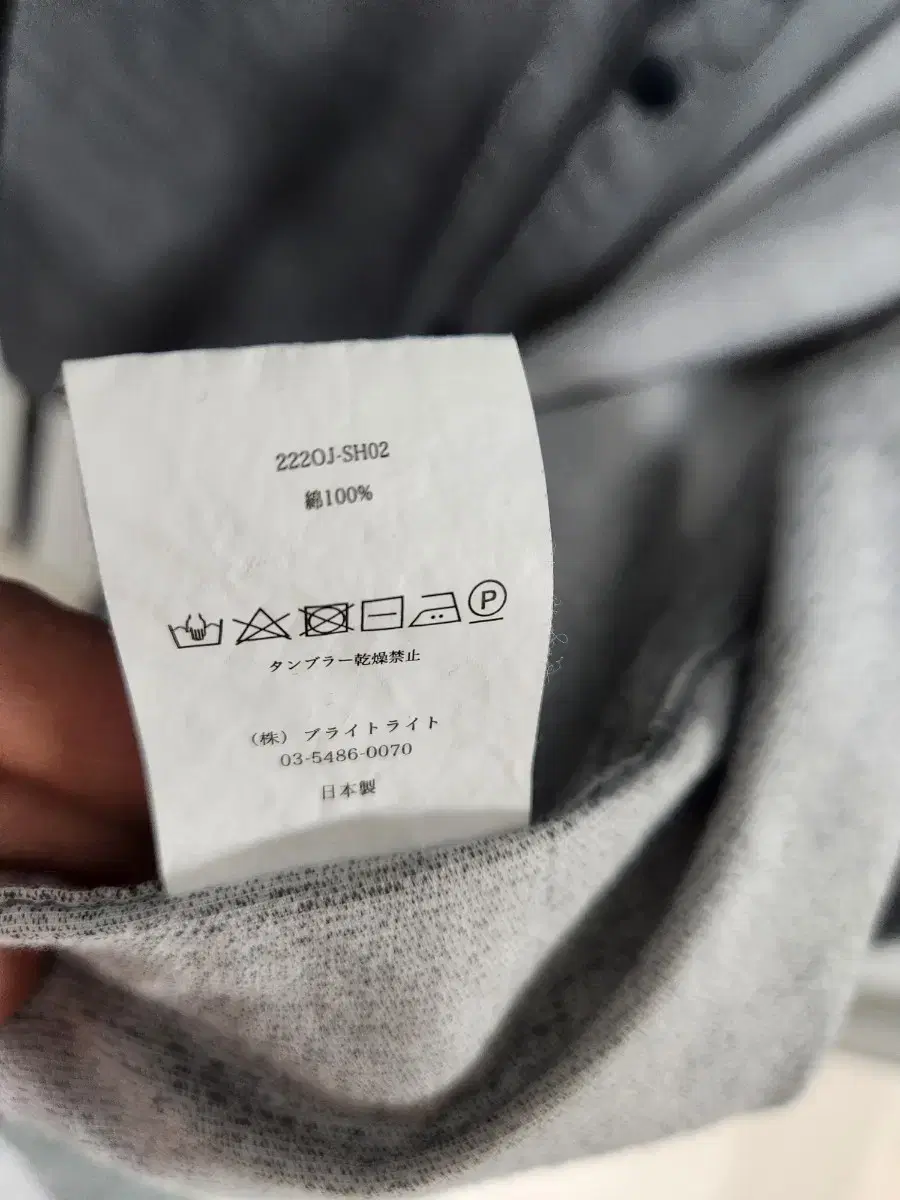 222OJ-SH02
綿100%
P
タンブラー乾燥禁止
（株）ブライトライト
03-5486-0070
日本製